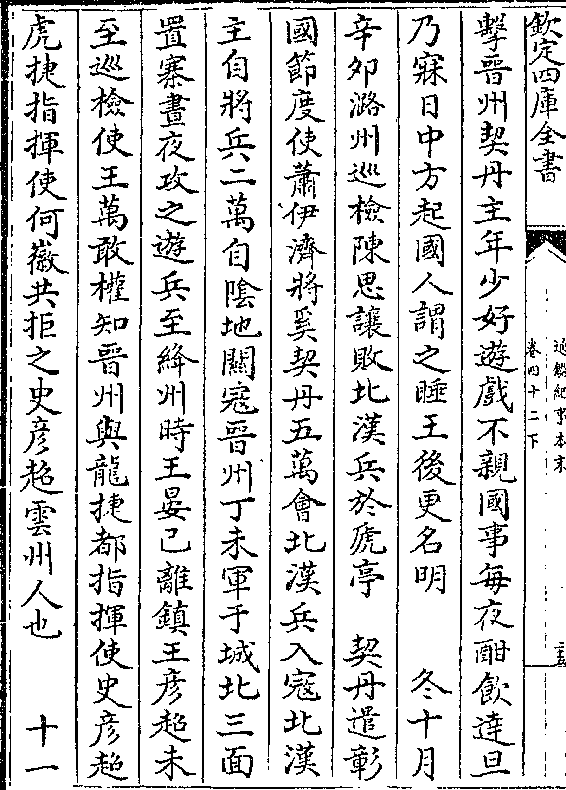 欽定四庫全書
通鑑紀事本末
卷四十二下
擊晉州契丹主年少好遊戲不親國事每夜酣飲達旦
乃寐日中方起國人謂之睡王後更名明　冬十月
辛夘潞州巡檢陳思讓敗北漢兵於虒亭　契丹遣彰
國節度使蕭伊濟將奚契丹五萬會北漢兵入寇北漢
主自將兵二萬自陰地關寇晉州丁未軍于城北三面
置寨晝夜攻之遊兵至絳州時王晏已離鎮王彦超未
至巡檢使王萬敢權知晉州與龍捷都指揮使史彦超
虎捷指揮使何徽共拒之史彦超雲州人也　十一